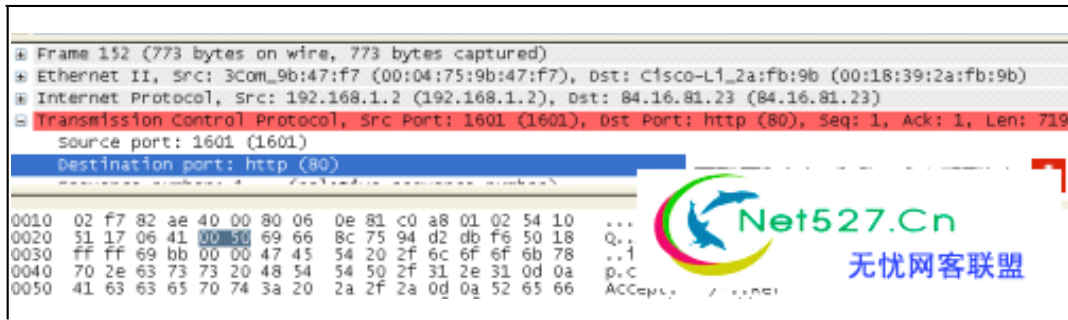 Frame 152 (773 bytes on wire, 773 bytes captured)
Ethernet II, Src: 3Com_9b:47:f7 (00:04:75:9b:47:f7), Dst: Cisco-Li_2a:fb:9b (00:18:39:2a:fb:9b)
Internet Protocol, Src: 192.168.1.2 (192.168.1.2), Dst: 84.16.81.23 (84.16.81.23)
Transmission Control Protocol, Src Port: 1601 (1601), Dst Port: http (80), Seq: 1, Ack: 1, Len: 719
Source port: 1601 (1601)
Destination port: http (80)
0010 02 f7 82 ae 40 00 80 06 0e 81 c0 a8 01 02 54 10 ...
0020 51 17 06 41 00 50 69 66 8c 75 94 d2 db f6 50 18 Q..
0030 ff ff 69 bb 00 00 47 45 54 20 2f 6c 6f 6f 6b 78 ..i
0040 70 2e 63 73 73 20 48 54 54 50 2f 31 2e 31 0d 0a p.c
0050 41 63 63 65 70 74 3a 20 2a 2f 2a 0d 0a 52 65 66
Net527.Cn
无忧网客联盟